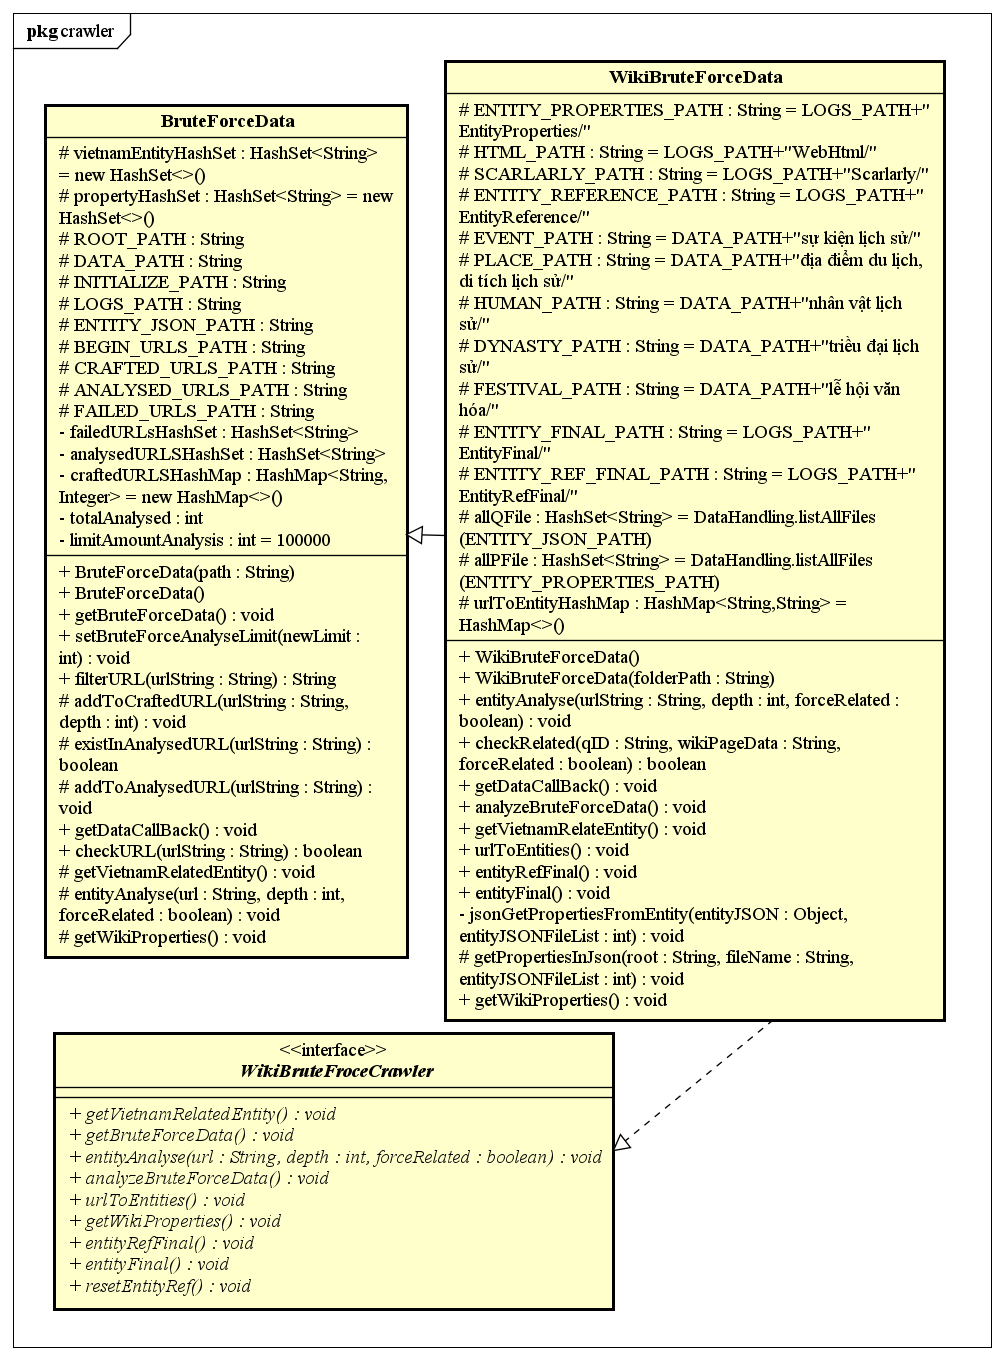 pkg crawler
BruteForceData
# vietnamEntityHashSet : HashSet<String>
= new HashSet<>()
# propertyHashSet : HashSet<String> = new
HashSet<>()
# ROOT_PATH : String
# DATA_PATH : String
# INITIALIZE_PATH : String
# LOGS_PATH : String
# ENTITY_JSON_PATH : String
# BEGIN_URLS_PATH : String
# CRAFTED_URLS_PATH : String
# ANALYSED_URLS_PATH : String
# FAILED_URLS_PATH : String
- failedURLsHashSet : HashSet<String>
- analysedURLSHashSet : HashSet<String>
- craftedURLSHashMap : HashMap<String,
Integer> = new HashMap<>()
- totalAnalysed : int
- limitAmountAnalysis : int = 100000
+ BruteForceData(path : String)
+ BruteForceData()
+ getBruteForceData() : void
+ setBruteForceAnalyseLimit(newLimit :
int) : void
+ filterURL(urlString : String) : String
# addToCraftedURL(urlString : String,
depth : int) : void
# existInAnalysedURL(urlString : String) :
boolean
# addToAnalysedURL(urlString : String) :
void
+ getDataCallBack() : void
+ checkURL(urlString : String) : boolean
# getVietnamRelatedEntity() : void
# entityAnalyse(url : String, depth : int,
forceRelated : boolean) : void
# getWikiProperties() : void
WikiBruteForceData
# ENTITY_PROPERTIES_PATH : String = LOGS_PATH+"
EntityProperties/"
# HTML_PATH : String = LOGS_PATH+"WebHtml/"
# SCARLARLY_PATH : String = LOGS_PATH+"Scarlarly/"
# ENTITY_REFERENCE_PATH : String = LOGS_PATH+"
EntityReference/"
# EVENT_PATH : String = DATA_PATH+"sự kiện lịch sử/"
# PLACE_PATH : String = DATA_PATH+"địa điểm du lịch,
di tích lịch sử/"
# HUMAN_PATH : String = DATA_PATH+"nhân vật lịch
sử/"
# DYNASTY_PATH : String = DATA_PATH+"triều đại lịch
sử/"
# FESTIVAL_PATH : String = DATA_PATH+"lễ hội văn
hóa/"
# ENTITY_FINAL_PATH : String = LOGS_PATH+"
EntityFinal/"
# ENTITY_REF_FINAL_PATH : String = LOGS_PATH+"
EntityRefFinal/"
# allQFile : HashSet<String> = DataHandling.listAllFiles
(ENTITY_JSON_PATH)
# allPFile : HashSet<String> = DataHandling.listAllFiles
(ENTITY_PROPERTIES_PATH)
# urlToEntityHashMap : HashMap<String,String> =
HashMap<>()
+ WikiBruteForceData()
+ WikiBruteForceData(folderPath : String)
+ entityAnalyse(urlString : String, depth : int, forceRelated :
boolean) : void
+ checkRelated(qID : String, wikiPageData : String,
forceRelated : boolean) : boolean
+ getDataCallBack() : void
+ analyzeBruteForceData() : void
+ getVietnamRelateEntity() : void
+ urlToEntities() : void
+ entityRefFinal() : void
+ entityFinal() : void
- jsonGetPropertiesFromEntity(entityJSON : Object,
entityJSONFileList : int) : void
# getPropertiesInJson(root : String, fileName : String,
entityJSONFileList : int) : void
+ getWikiProperties() : void
<<interface>>
WikiBruteFroceCrawler
+ getVietnamRelatedEntity() : void
+ getBruteForceData() : void
+ entityAnalyse(url : String, depth : int, forceRelated : boolean) : void
+ analyzeBruteForceData() : void
+ urlToEntities() : void
+ getWikiProperties() : void
+ entityRefFinal() : void
+ entityFinal() : void
+ resetEntityRef() : void